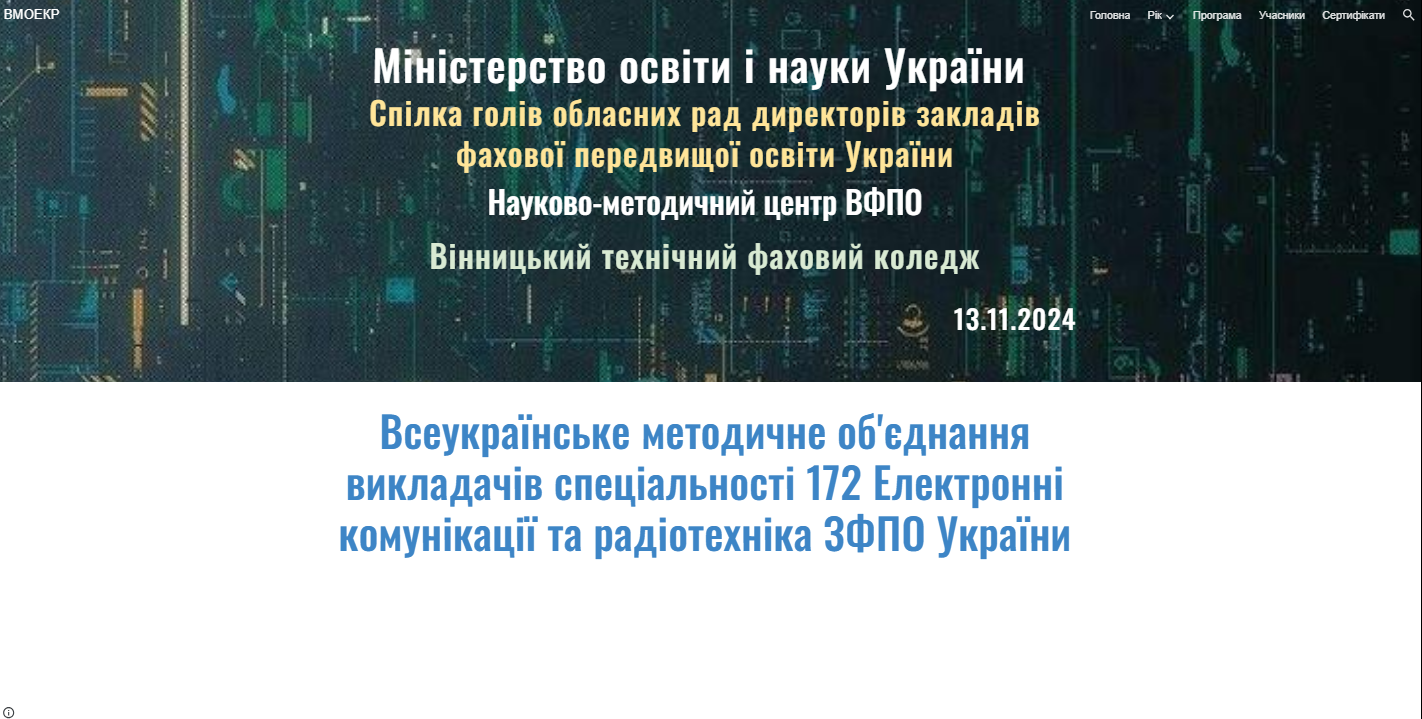 ВМОЕКР
Головна Рік Програма Учасники Сертифікати
Міністерство освіти і науки України
Спілка голів обласних рад директорів закладів
фахової передвищої освіти України
Науково-методичний центр ВФПО
Вінницький технічний фаховий коледж
13.11.2024
Всеукраїнське методичне об'єднання
викладачів спеціальності 172 Електронні
комунікації та радіотехніка ЗФПО України